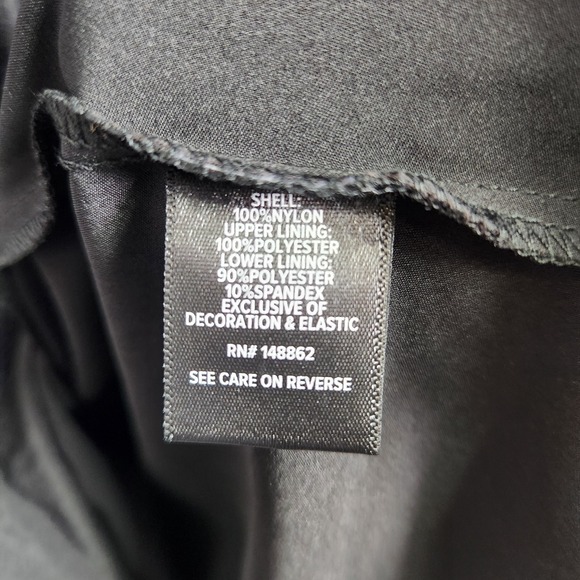 SHELL:
100%NYLON
UPPER LINING:
100%POLYESTER
LOWER LINING:
90%POLYESTER
10%SPANDEX
EXCLUSIVE OF
DECORATION & ELASTIC
RN# 148862
SEE CARE ON REVERSE